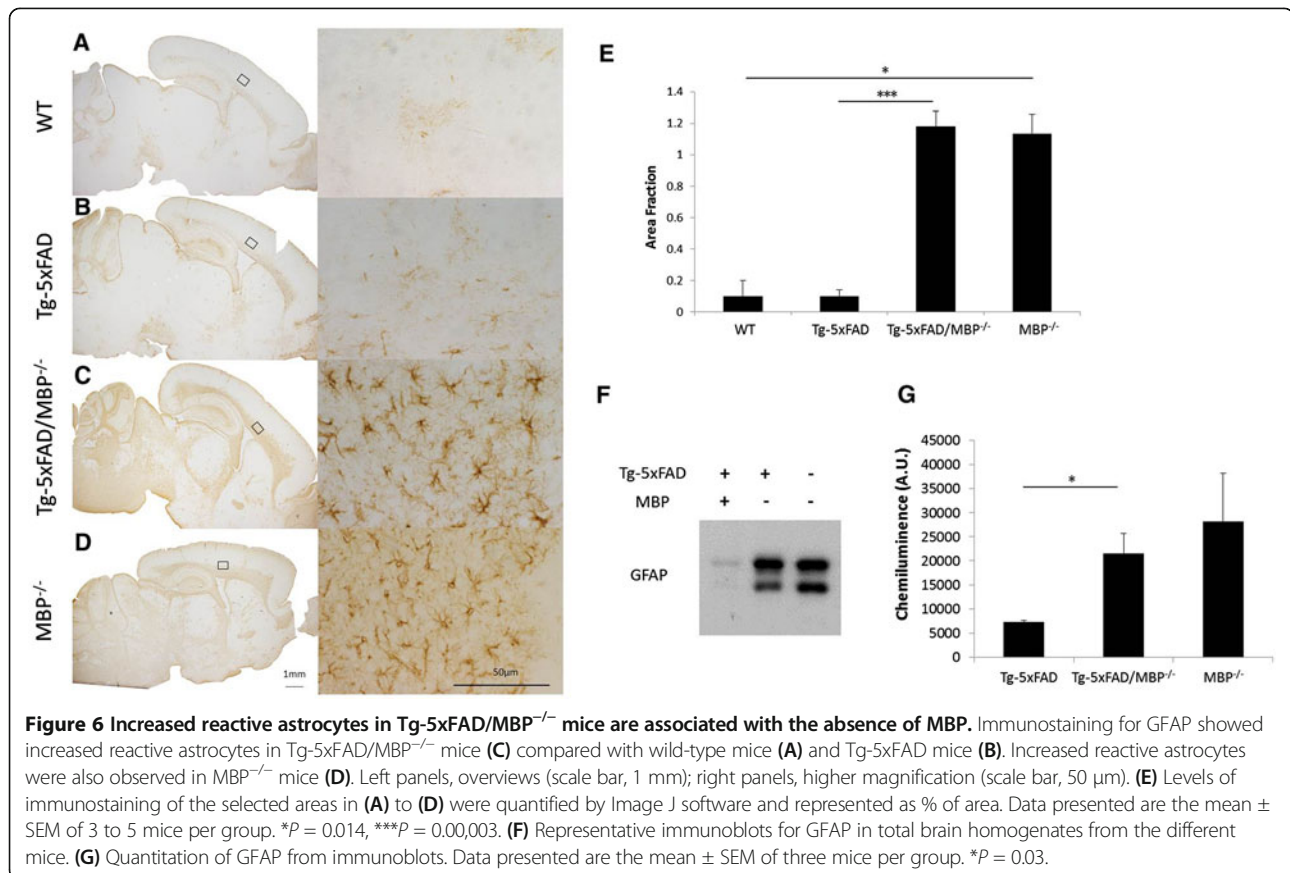 A
WT
B
Tg-5xFAD
C
Tg-5xFAD/MBP-/-
D
MBP-/-
1mm
50μm
E
*
***
Area Fraction
1.4
1.2
1
0.8
0.6
0.4
0.2
0
WT Tg-5xFAD Tg-5xFAD/MBP-/- MBP-/-
F
Tg-5xFAD + + -
MBP + - -
GFAP
G
*
Chemiluminence (A.U.)
45000
40000
35000
30000
25000
20000
15000
10000
5000
0
Tg-5xFAD Tg-5xFAD/MBP-/- MBP-/-
Figure 6 Increased reactive astrocytes in Tg-5xFAD/MBP−/− mice are associated with the absence of MBP. Immunostaining for GFAP showed
increased reactive astrocytes in Tg-5xFAD/MBP−/− mice (C) compared with wild-type mice (A) and Tg-5xFAD mice (B). Increased reactive astrocytes
were also observed in MBP−/− mice (D). Left panels, overviews (scale bar, 1 mm); right panels, higher magnification (scale bar, 50 μm). (E) Levels of
immunostaining of the selected areas in (A) to (D) were quantified by Image J software and represented as % of area. Data presented are the mean ±
SEM of 3 to 5 mice per group. *P = 0.014, ***P = 0.00,003. (F) Representative immunoblots for GFAP in total brain homogenates from the different
mice. (G) Quantitation of GFAP from immunoblots. Data presented are the mean ± SEM of three mice per group. *P = 0.03.